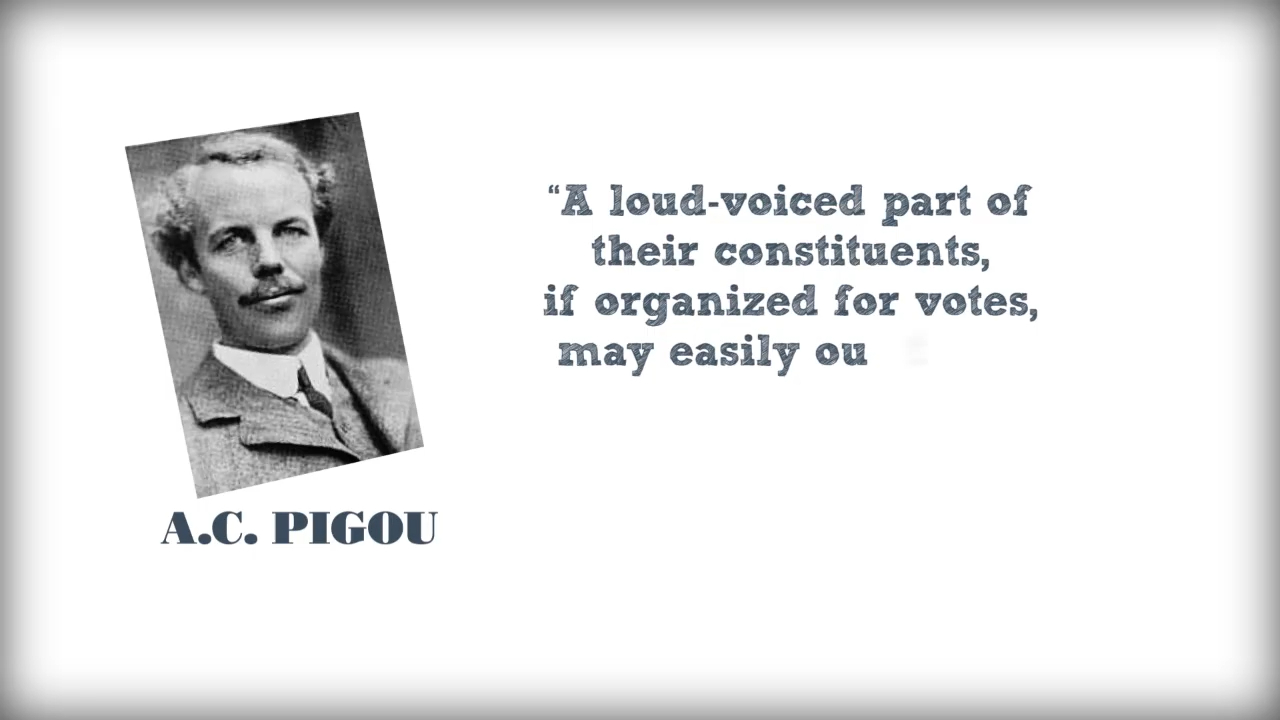 “A loud-voiced part of
their constituents,
if organized for votes,
may easily ou
A.C. PIGOU